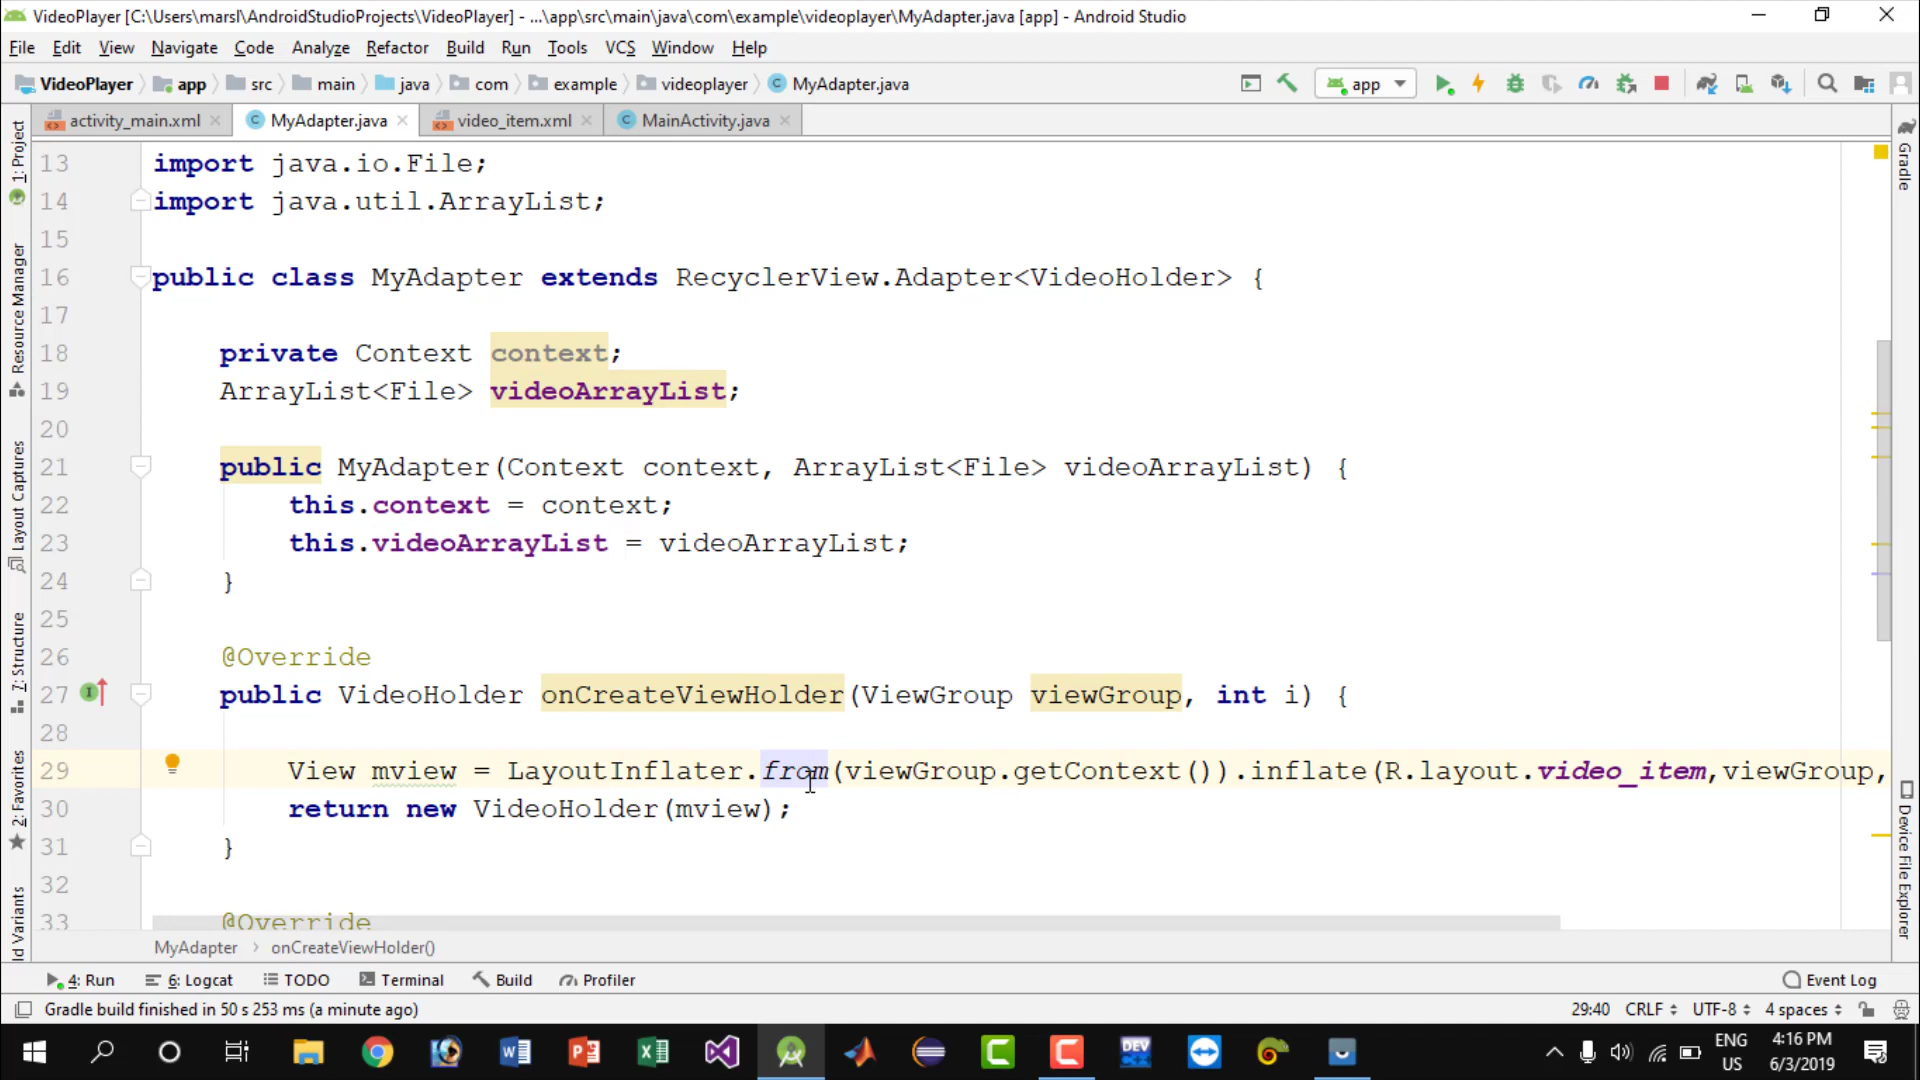 VideoPlayer [C:\Users\marsl\AndroidStudioProjects\VideoPlayer] - ...\app\src\main\java\com\example\videoplayer\MyAdapter.java [app] - Android Studio
File Edit View Navigate Code Analyze Refactor Build Run Tools VCS Window Help
VideoPlayer app src main java com example videoplayer MyAdapter.java app
activity_main.xml MyAdapter.java video_item.xml MainActivity.java
1: Project
Resource Manager
Layout Captures
7: Structure
2: Favorites
ld Variants
13 import java.io.File;
14 import java.util.ArrayList;
15
16 public class MyAdapter extends RecyclerView.Adapter<VideoHolder> {
17
18 private Context context;
19 ArrayList<File> videoArrayList;
20
21 public MyAdapter(Context context, ArrayList<File> videoArrayList) {
22 this.context = context;
23 this.videoArrayList = videoArrayList;
24 }
25
26 @Override
27 public VideoHolder onCreateViewHolder(ViewGroup viewGroup, int i) {
28
29 View mview = LayoutInflater.from(viewGroup.getContext()).inflate(R.layout.video_item,viewGroup,
30 return new VideoHolder(mview);
31 }
32
33 @Override
Gradle
Device File Explorer
MyAdapter > onCreateViewHolder()
4: Run 6: Logcat TODO Terminal Build Profiler Event Log
Gradle build finished in 50 s 253 ms (a minute ago) 29:40 CRLF UTF-8 4 spaces
ENG 4:16 PM
US 6/3/2019
DEV